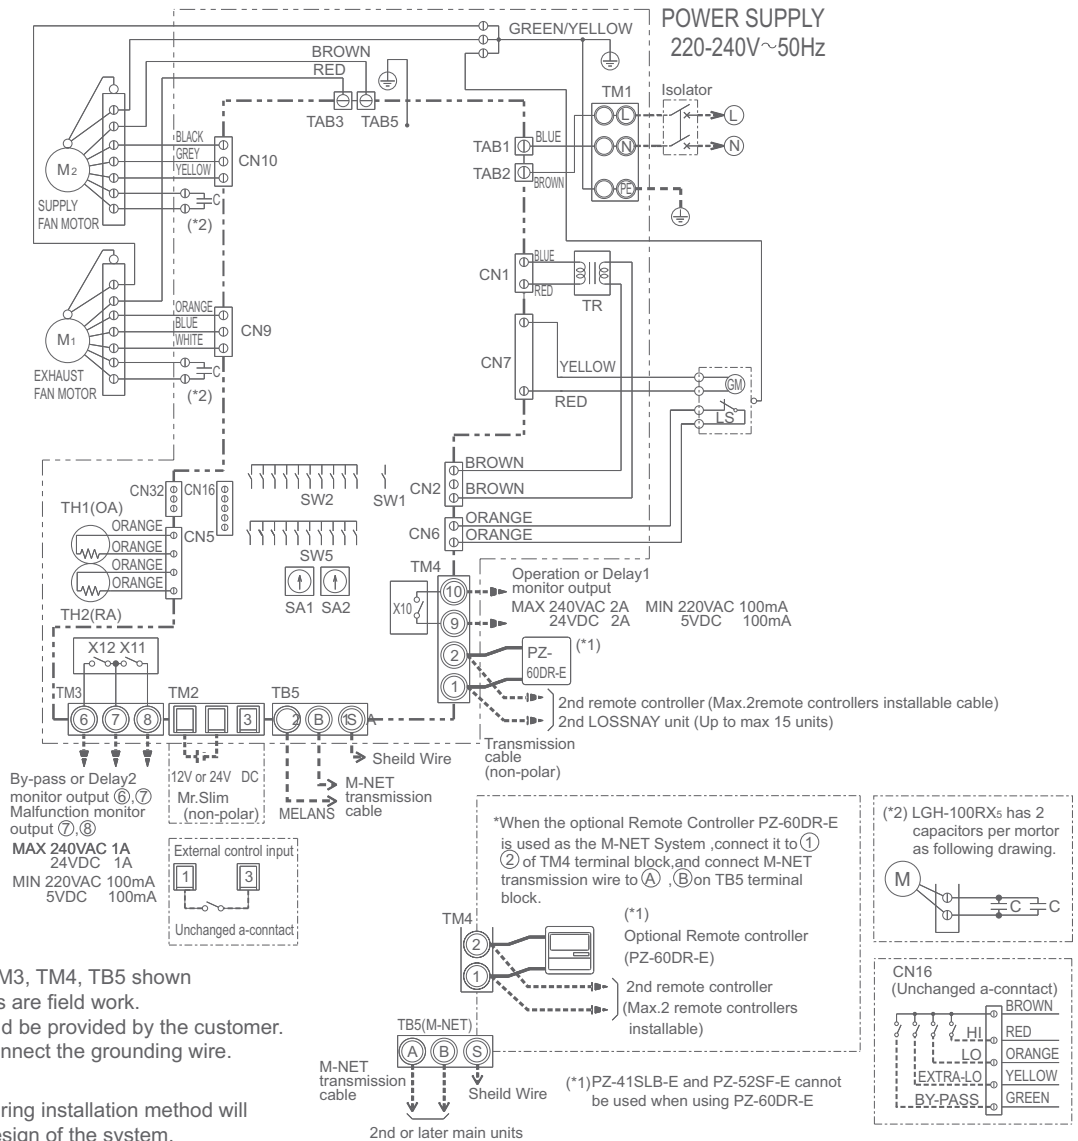 POWER SUPPLY
220-240V~50Hz
GREEN/YELLOW
BROWN
RED
TAB3
TAB5
TM1
Isolator
L
N
PE
L
N
TAB1
BLUE
TAB2
BROWN
BLACK
GREY
YELLOW
CN10
M2
SUPPLY
FAN MOTOR
C
(*2)
CN1
BLUE
RED
TR
ORANGE
BLUE
WHITE
CN9
M1
EXHAUST
FAN MOTOR
C
(*2)
CN7
YELLOW
RED
GM
LS
CN2
BROWN
BROWN
CN6
ORANGE
ORANGE
CN32
CN16
SW2
SW1
TH1(OA)
ORANGE
ORANGE
ORANGE
ORANGE
CN5
TH2(RA)
SW5
SA1 SA2
TM4
X10
10
9
2
1
Operation or Delay1
monitor output
MAX 240VAC 2A MIN 220VAC 100mA
24VDC 2A 5VDC 100mA
PZ-
60DR-E
(*1)
2nd remote controller (Max.2remote controllers installable cable)
2nd LOSSNAY unit (Up to max 15 units)
Transmission
cable
(non-polar)
X12 X11
TM3
6 7 8
TM2
3
TB5
2 B 1S A
Sheild Wire
M-NET
transmission
cable
MELANS
12V or 24V DC
Mr.Slim
(non-polar)
By-pass or Delay2
monitor output ⑥,⑦
Malfunction monitor
output ⑦,⑧
MAX 240VAC 1A
24VDC 1A
MIN 220VAC 100mA
5VDC 100mA
External control input
1 3
Unchanged a-conntact
*When the optional Remote Controller PZ-60DR-E
is used as the M-NET System ,connect it to ①
② of TM4 terminal block,and connect M-NET
transmission wire to Ⓐ ,Ⓑ on TB5 terminal
block.
TM4
2
1
(*1)
Optional Remote controller
(PZ-60DR-E)
2nd remote controller
(Max.2 remote controllers
installable)
TB5(M-NET)
A B S
M-NET
transmission
cable
Sheild Wire
2nd or later main units
(*1)PZ-41SLB-E and PZ-52SF-E cannot
be used when using PZ-60DR-E
(*2) LGH-100RX5 has 2
capacitors per mortor
as following drawing.
M
C C
CN16
(Unchanged a-conntact)
BROWN
HI RED
LO ORANGE
EXTRA-LO YELLOW
BY-PASS GREEN
M3, TM4, TB5 shown
s are field work.
d be provided by the customer.
nnect the grounding wire.
ring installation method will
esign of the system.